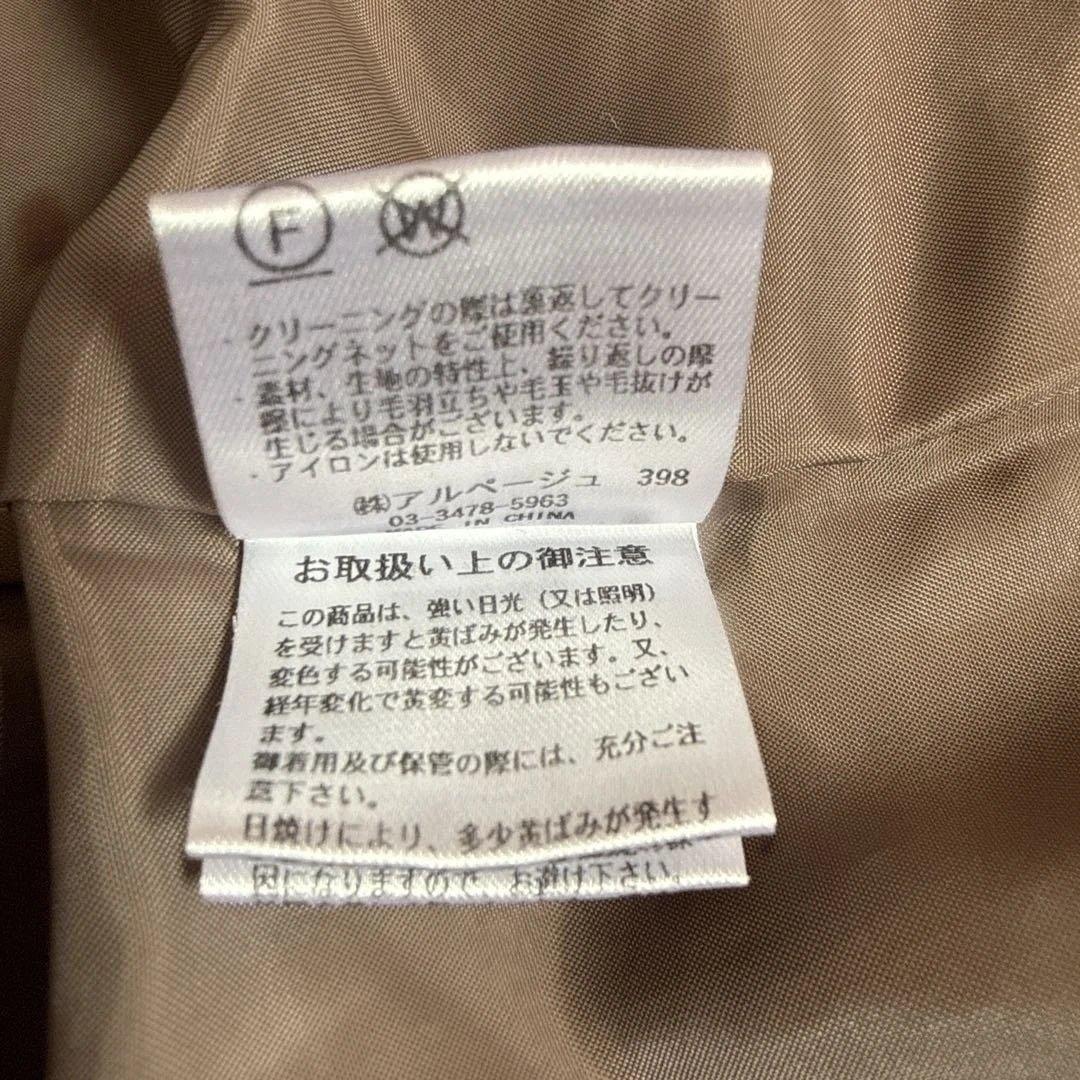 F
W
クリーニングの際は裏返してクリー
ニングネットをご使用ください。
・素材、生地の特性上、繰り返しの摩
擦により毛羽立ちや毛玉や毛抜けが
生じる場合がございます。
・アイロンは使用しないでください。
㈱アルページュ 398
03-3478-5963
MADE IN CHINA
お取扱い上の御注意
この商品は、強い日光(又は照明)
を受けますと黄ばみが発生したり、
変色する可能性がございます。又、
経年変化で黄変する可能性もござい
ます。
御着用及び保管の際には、充分ご注
意下さい。
日焼けにより、多少黄ばみが発生す
因になりますので、お避け下さい。